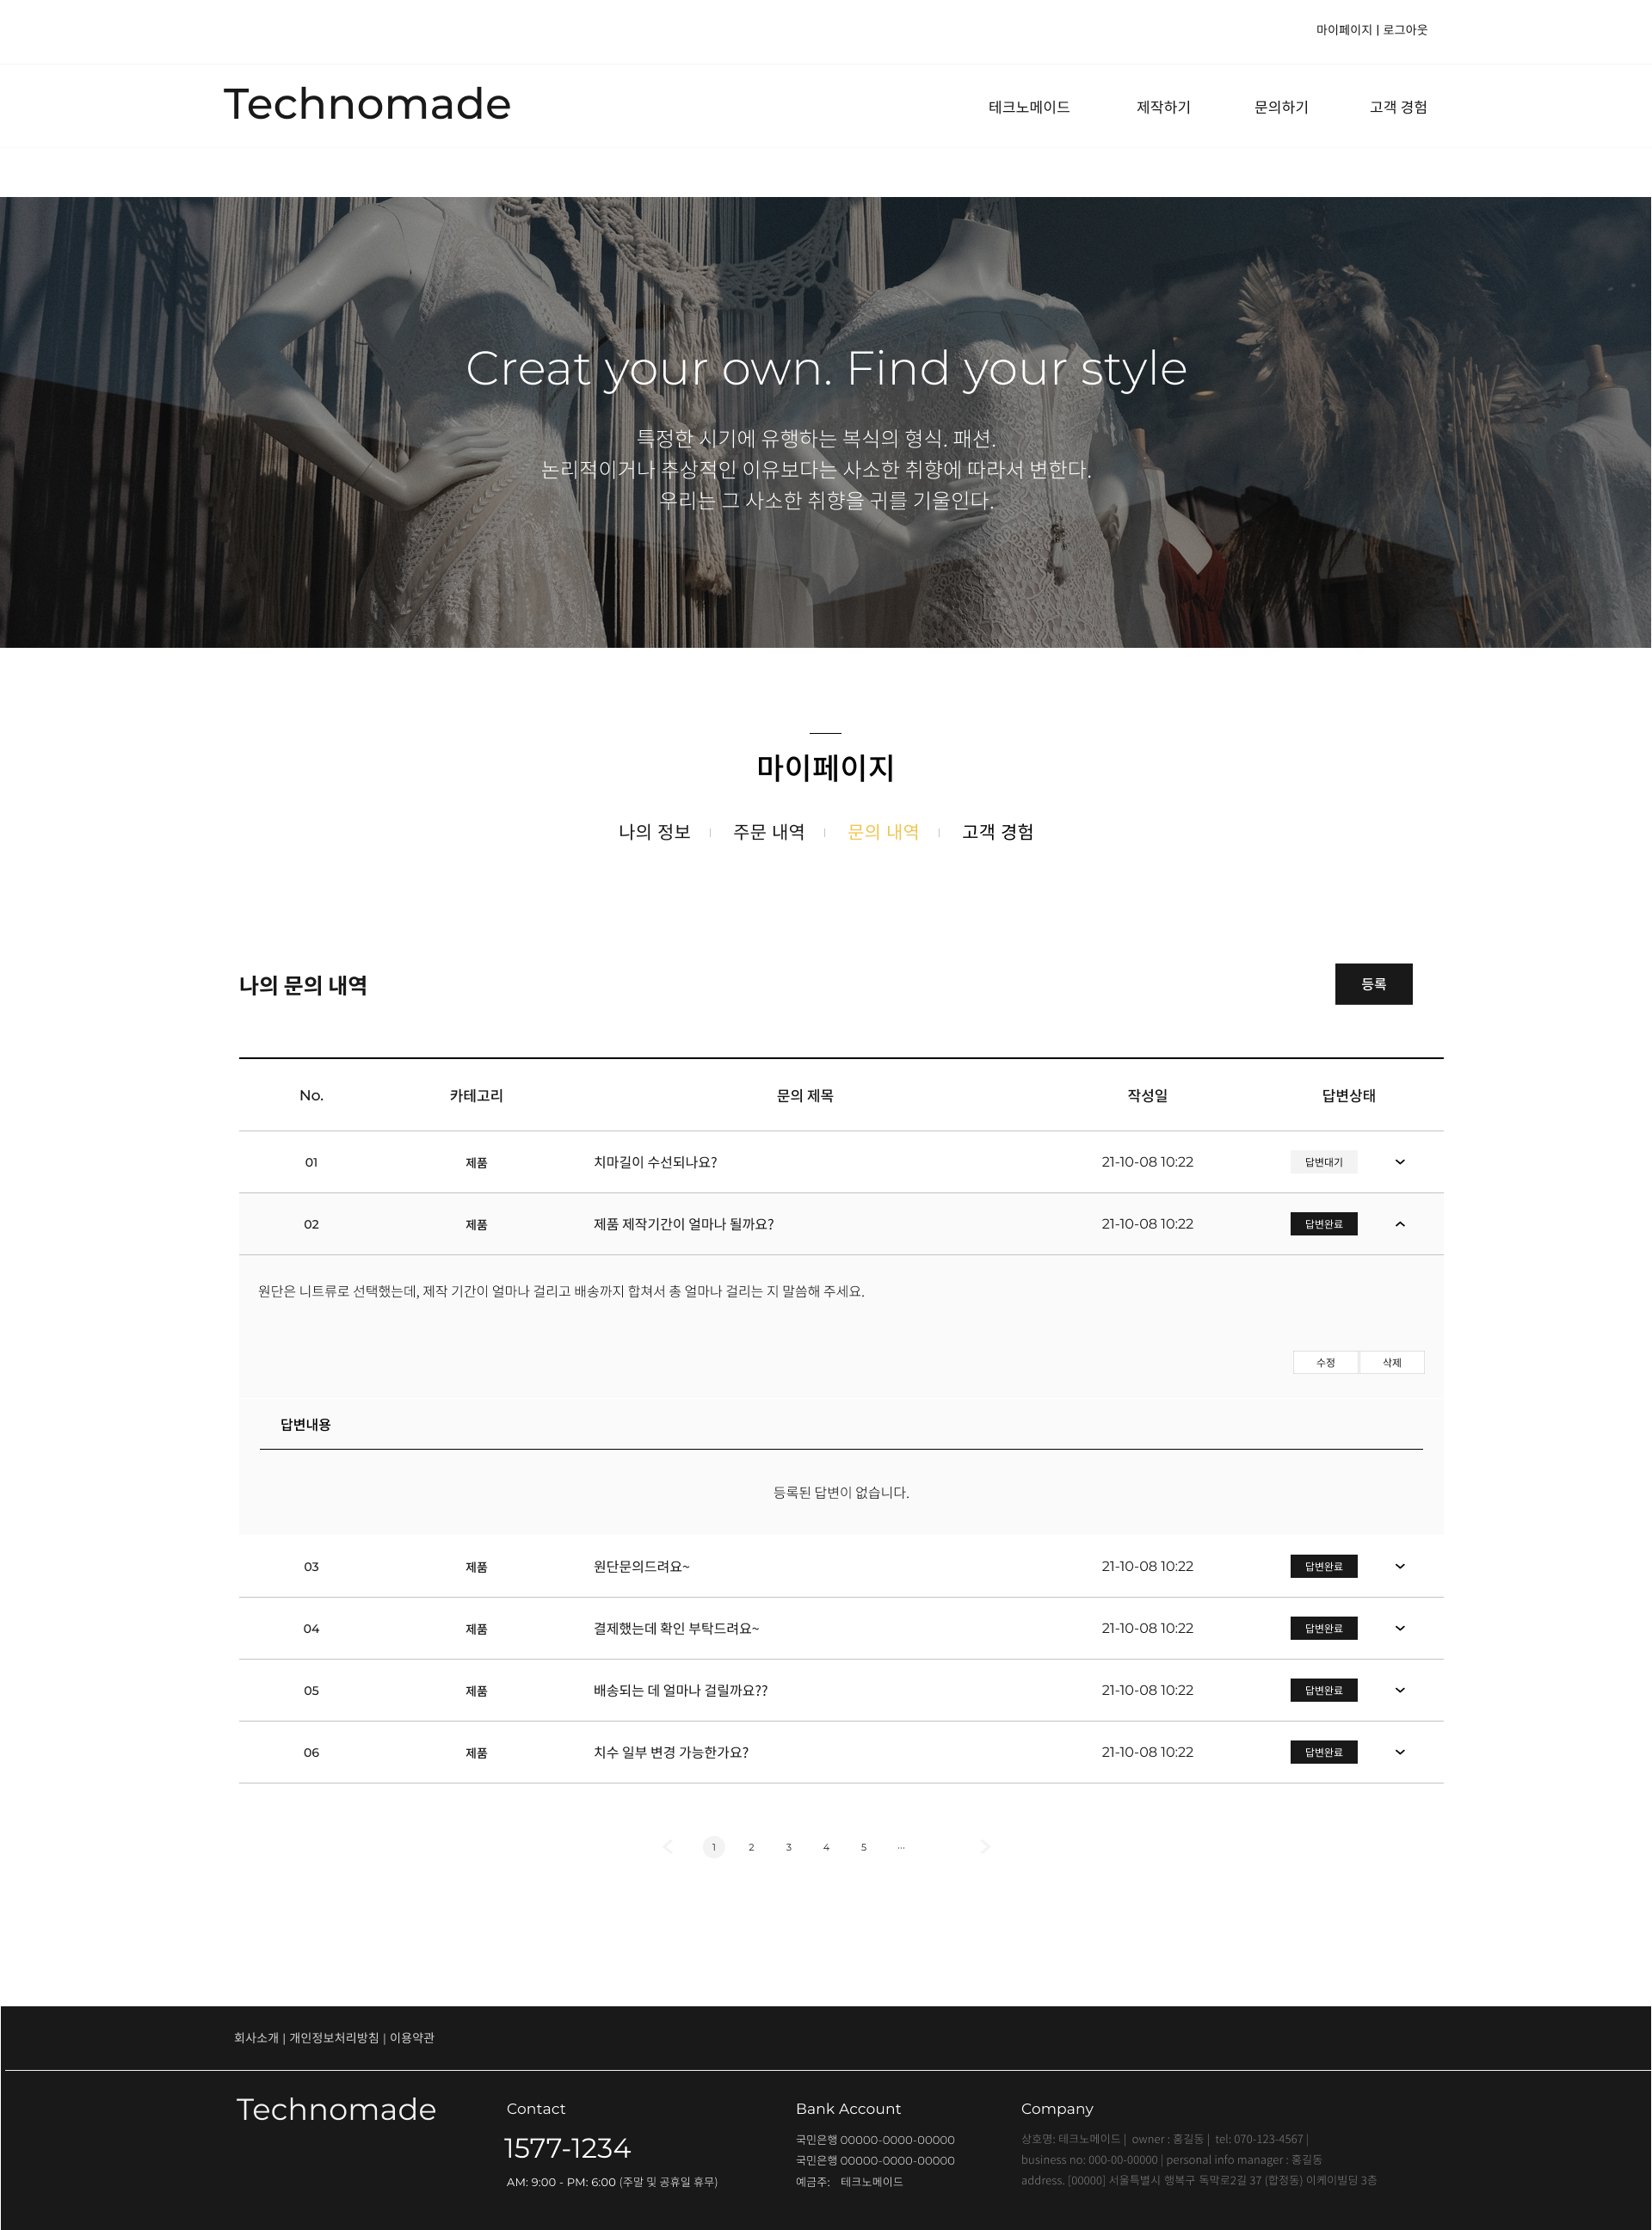 마이페이지 | 로그아웃
Technomade
테크노메이드 제작하기 문의하기 고객 경험
Creat your own. Find your style
특정한 시기에 유행하는 복식의 형식. 패션.
논리적이거나 추상적인 이유보다는 사소한 취향에 따라서 변한다.
우리는 그 사소한 취향을 귀를 기울인다.
마이페이지
나의 정보 | 주문 내역 | 문의 내역 | 고객 경험
나의 문의 내역 등록
No. 카테고리 문의 제목 작성일 답변상태
01 제품 치마길이 수선되나요? 21-10-08 10:22 답변대기
02 제품 제품 제작기간이 얼마나 될까요? 21-10-08 10:22 답변완료
원단은 니트류로 선택했는데, 제작 기간이 얼마나 걸리고 배송까지 합쳐서 총 얼마나 걸리는 지 말씀해 주세요.
수정 삭제
답변내용
등록된 답변이 없습니다.
03 제품 원단문의드려요~ 21-10-08 10:22 답변완료
04 제품 결제했는데 확인 부탁드려요~ 21-10-08 10:22 답변완료
05 제품 배송되는 데 얼마나 걸릴까요?? 21-10-08 10:22 답변완료
06 제품 치수 일부 변경 가능한가요? 21-10-08 10:22 답변완료
1 2 3 4 5 ...
회사소개 | 개인정보처리방침 | 이용약관
Technomade
Contact
1577-1234
AM: 9:00 - PM: 6:00 (주말 및 공휴일 휴무)
Bank Account
국민은행 00000-0000-00000
국민은행 00000-0000-00000
예금주: 테크노메이드
Company
상호명: 테크노메이드 | owner : 홍길동 | tel: 070-123-4567 |
business no: 000-00-00000 | personal info manager : 홍길동
address. [00000] 서울특별시 행복구 독막로2길 37 (합정동) 이케이빌딩 3층